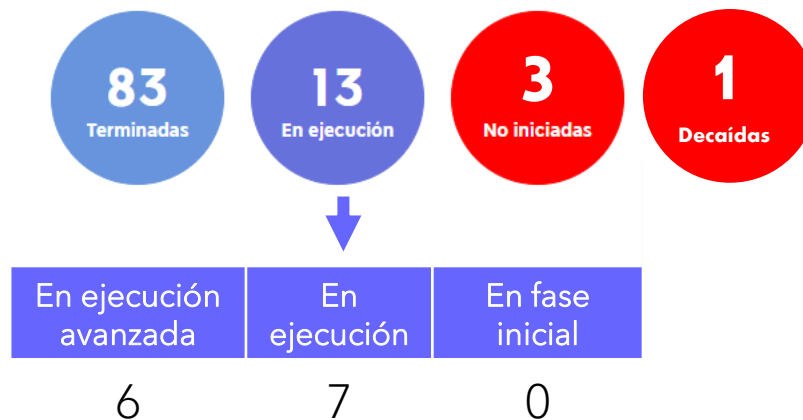 83
Terminadas
13
En ejecución
3
No iniciadas
1
Decaídas
En ejecución
avanzada
En
ejecución
En fase
inicial
6
7
0